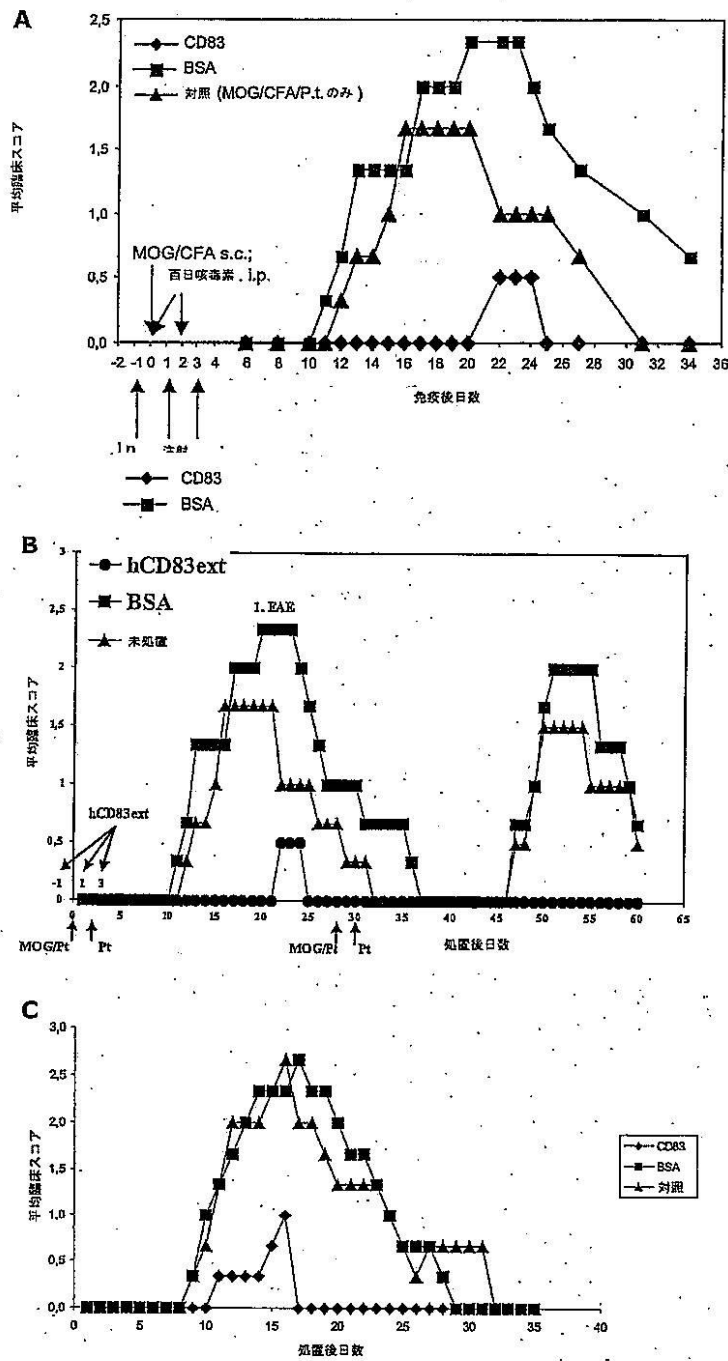 A
CD83
BSA
対照 (MOG/CFA/P.t. のみ)
2,5
2,0
1,5
1,0
0,5
0,0
平均臨床スコア
MOG/CFA s.c.;
百日咳毒素 . i.p.
-2 -1 0 1 2 3 4 6 8 10 12 14 16 18 20 22 24 26 28 30 32 34 36
免疫後日数
注射
CD83
BSA
B
3
2,5
2
1,5
1
0,5
0
平均臨床スコア
hCD83ext
BSA
未処置
1. EAE
hCD83ext
-1 1 3
0 5 10 15 20 25 30 35 40 45 50 55 60 65
MOG/Pt Pt MOG/Pt Pt
処置後日数
C
3,0
2,5
2,0
1,5
1,0
0,5
0,0
平均臨床スコア
CD83
BSA
対照
0 5 10 15 20 25 30 35 40
処置後日数